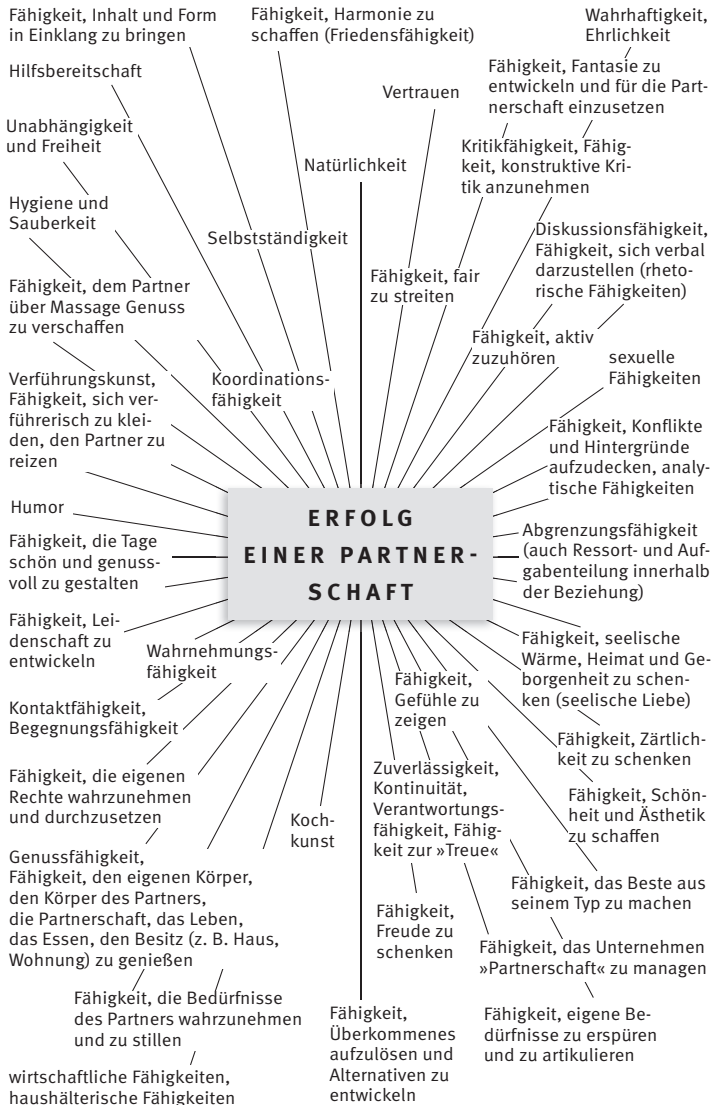 Fähigkeit, Inhalt und Form
in Einklang zu bringen
Fähigkeit, Harmonie zu
schaffen (Friedensfähigkeit)
Wahrhaftigkeit,
Ehrlichkeit
Hilfsbereitschaft
Vertrauen
Fähigkeit, Fantasie zu
entwickeln und für die Part-
nerschaft einzusetzen
Unabhängigkeit
und Freiheit
Natürlichkeit
Kritikfähigkeit, Fähig-
keit, konstruktive Kri-
tik anzunehmen
Hygiene und
Sauberkeit
Selbstständigkeit
Diskussionsfähigkeit,
Fähigkeit, sich verbal
darzustellen (rheto-
rische Fähigkeiten)
Fähigkeit, dem Partner
über Massage Genuss
zu verschaffen
Fähigkeit, fair
zu streiten
Fähigkeit, aktiv
zuzuhören
sexuelle
Fähigkeiten
Verführungskunst,
Fähigkeit, sich ver-
führerisch zu klei-
den, den Partner zu
reizen
Koordinations-
fähigkeit
Fähigkeit, Konflikte
und Hintergründe
aufzudecken, analy-
tische Fähigkeiten
Humor
ERFOLG
EINER PARTNER-
SCHAFT
Abgrenzungsfähigkeit
(auch Ressort- und Auf-
gabenteilung innerhalb
der Beziehung)
Fähigkeit, die Tage
schön und genuss-
voll zu gestalten
Fähigkeit, Lei-
denschaft zu
entwickeln
Wahrnehmungs-
fähigkeit
Fähigkeit, seelische
Wärme, Heimat und Ge-
borgenheit zu schen-
ken (seelische Liebe)
Fähigkeit,
Gefühle zu
zeigen
Kontaktfähigkeit,
Begegnungsfähigkeit
Fähigkeit, Zärtlich-
keit zu schenken
Fähigkeit, die eigenen
Rechte wahrzunehmen
und durchzusetzen
Zuverlässigkeit,
Kontinuität,
Verantwortungs-
fähigkeit, Fähig-
keit zur »Treue«
Fähigkeit, Schön-
heit und Ästhetik
zu schaffen
Koch-
kunst
Genussfähigkeit,
Fähigkeit, den eigenen Körper,
den Körper des Partners,
die Partnerschaft, das Leben,
das Essen, den Besitz (z. B. Haus,
Wohnung) zu genießen
Fähigkeit, das Beste aus
seinem Typ zu machen
Fähigkeit,
Freude zu
schenken
Fähigkeit, das Unternehmen
»Partnerschaft« zu managen
Fähigkeit, die Bedürfnisse
des Partners wahrzunehmen
und zu stillen
Fähigkeit,
Überkommenes
aufzulösen und
Alternativen zu
entwickeln
Fähigkeit, eigene Be-
dürfnisse zu erspüren
und zu artikulieren
wirtschaftliche Fähigkeiten,
haushälterische Fähigkeiten